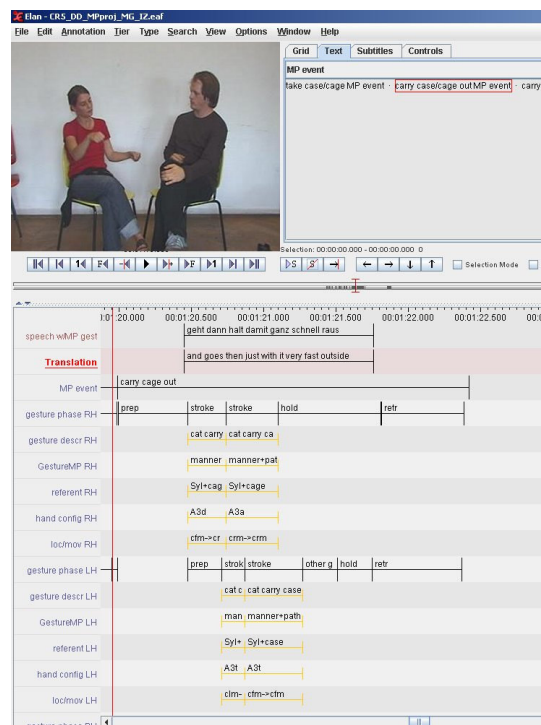 Elan - CR5_DD_MPproj_MG_IZ.eaf
File Edit Annotation Tier Type Search View Options Window Help
Grid Text Subtitles Controls
MP event
take case/cage MP event · carry case/cage out MP event · carry
Selection: 00:00:00.000 - 00:00:00.000 0
Selection Mode
00:01:20.500 00:01:21.000 00:01:21.500 00:01:22.000 00:01:22.500
speech w/MP gest geht dann halt damit ganz schnell raus
Translation and goes then just with it very fast outside
MP event carry cage out
gesture phase RH prep stroke stroke hold retr
gesture descr RH cat carry cat carry ca
GestureMP RH manner manner+pat
referent RH Syl+cag Syl+cage
hand config RH A3d A3a
loc/mov RH cfm->cr crm->crm
gesture phase LH prep strok stroke other g hold retr
gesture descr LH cat c cat carry case
GestureMP LH man manner+path
referent LH Syl+ Syl+case
hand config LH A3t A3t
loc/mov LH clm- cfm->cfm